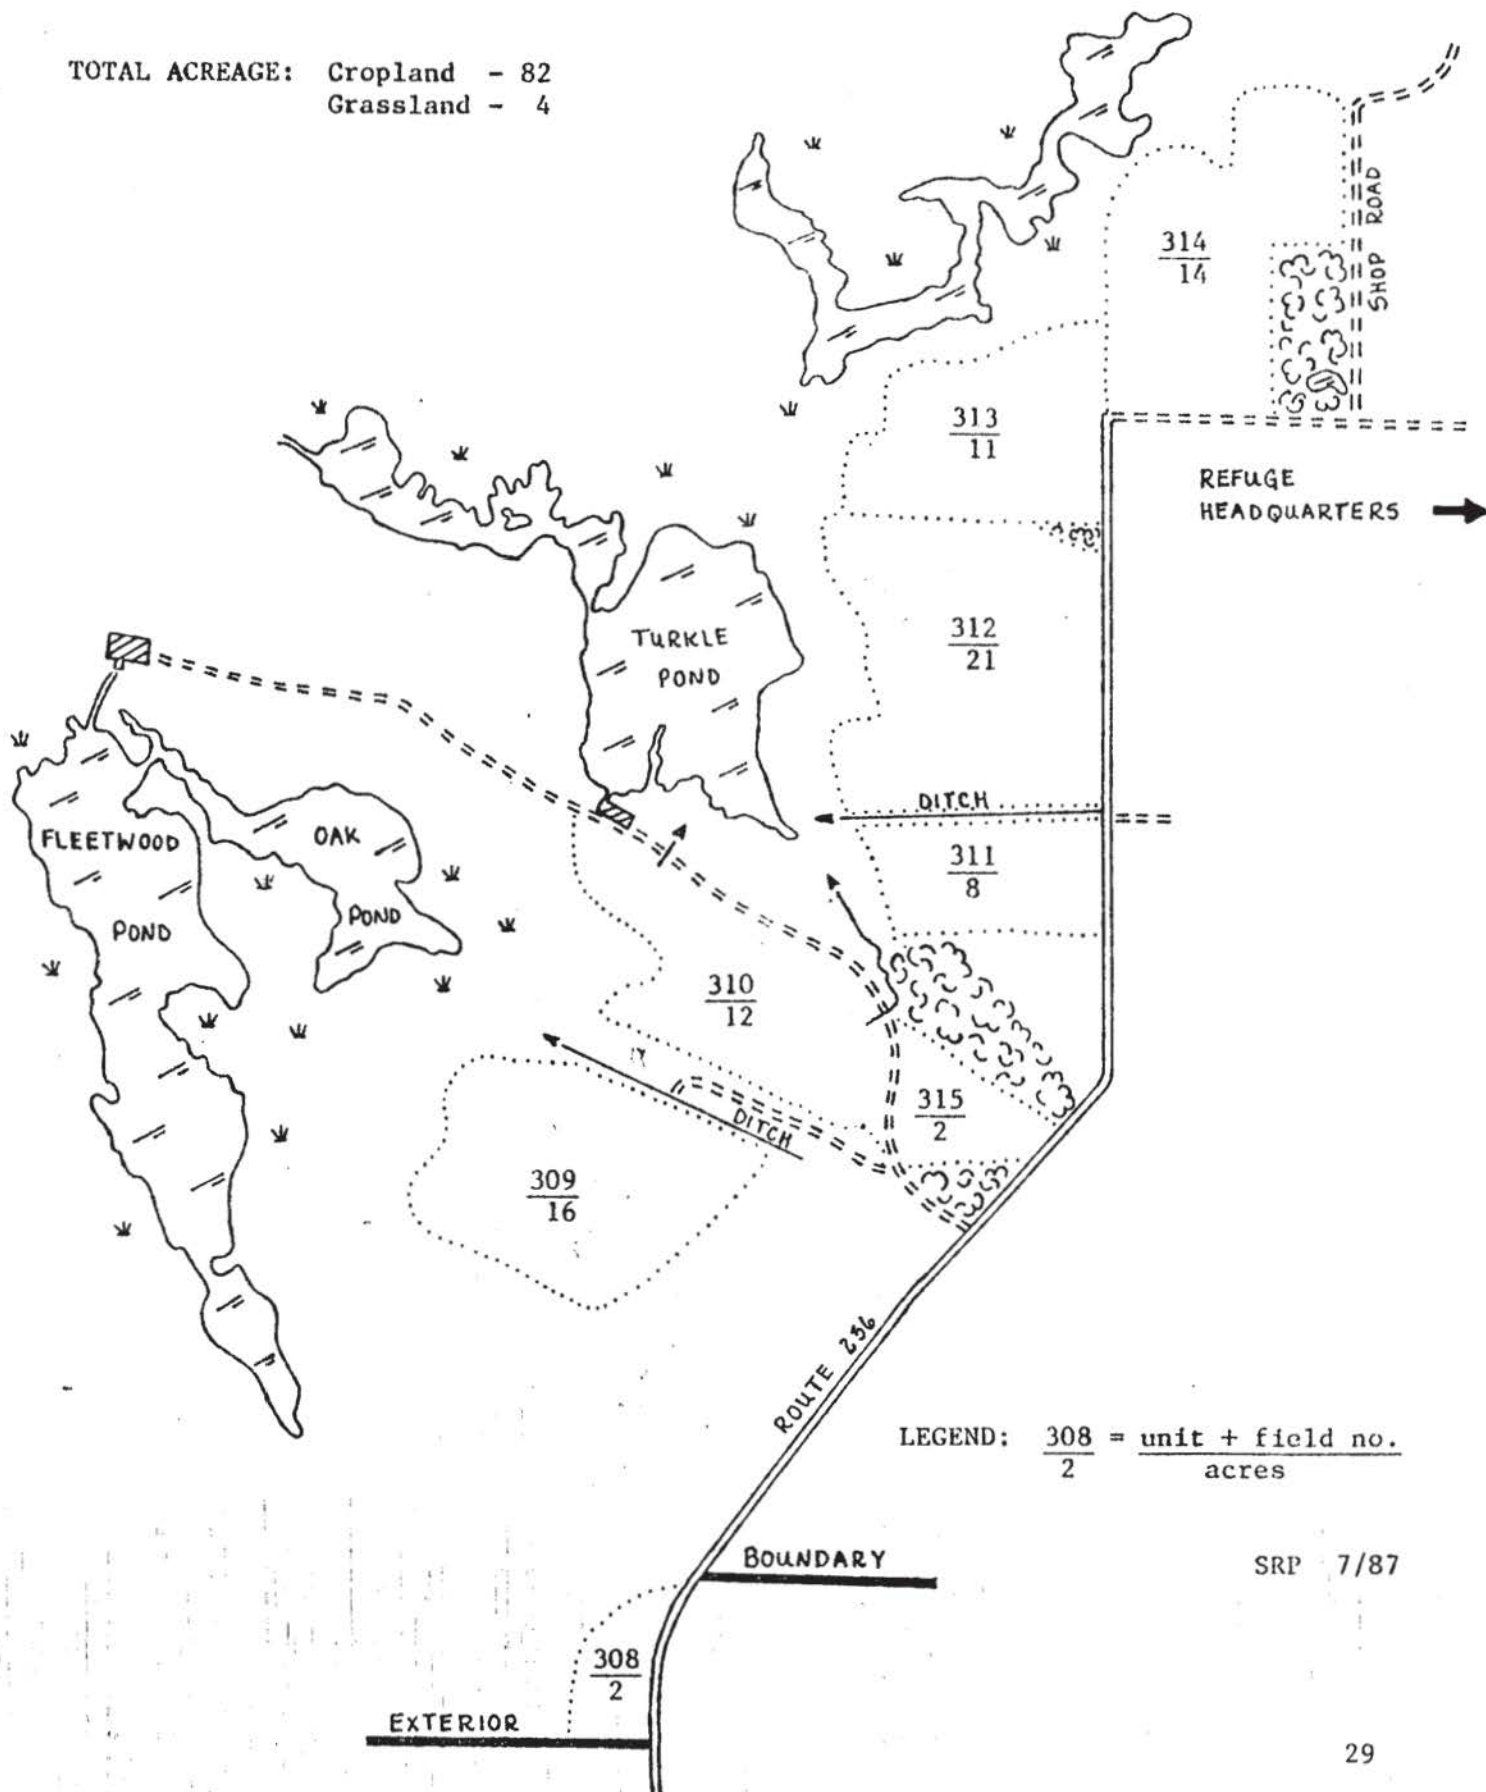 TOTAL ACREAGE: Cropland - 82
Grassland - 4
314
14
SHOP ROAD
313
11
REFUGE
HEADQUARTERS
312
21
TURKLE
POND
DITCH
311
8
FLEETWOOD
POND
OAK
POND
310
12
315
2
DITCH
309
16
ROUTE 236
LEGEND: 308 = unit + field no.
2 acres
BOUNDARY
SRP 7/87
308
2
EXTERIOR
29